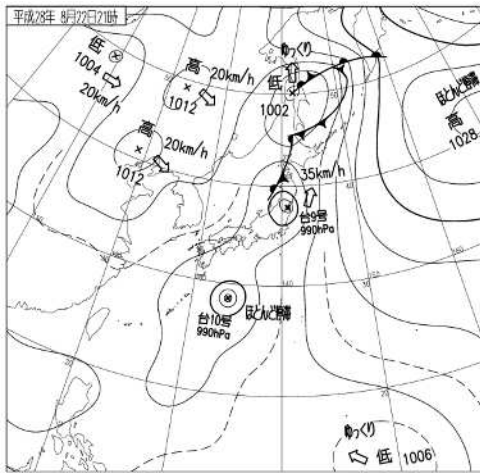 平成28年 8月22日21時
低
1004
20km/h
高
20km/h
1012
高
20km/h
1012
ゆっくり
低
1002
ほとんど停滞
高
1028
35km/h
台9号
990hPa
台10号
990hPa
ほとんど停滞
ゆっくり
低
1006